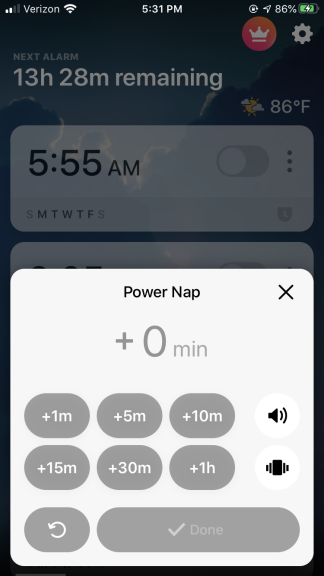 Verizon 5:31 PM 86%
NEXT ALARM
13h 28m remaining
86°F
5:55 AM
S M T W T F S
Power Nap
+ 0 min
+1m +5m +10m
+15m +30m +1h
Done